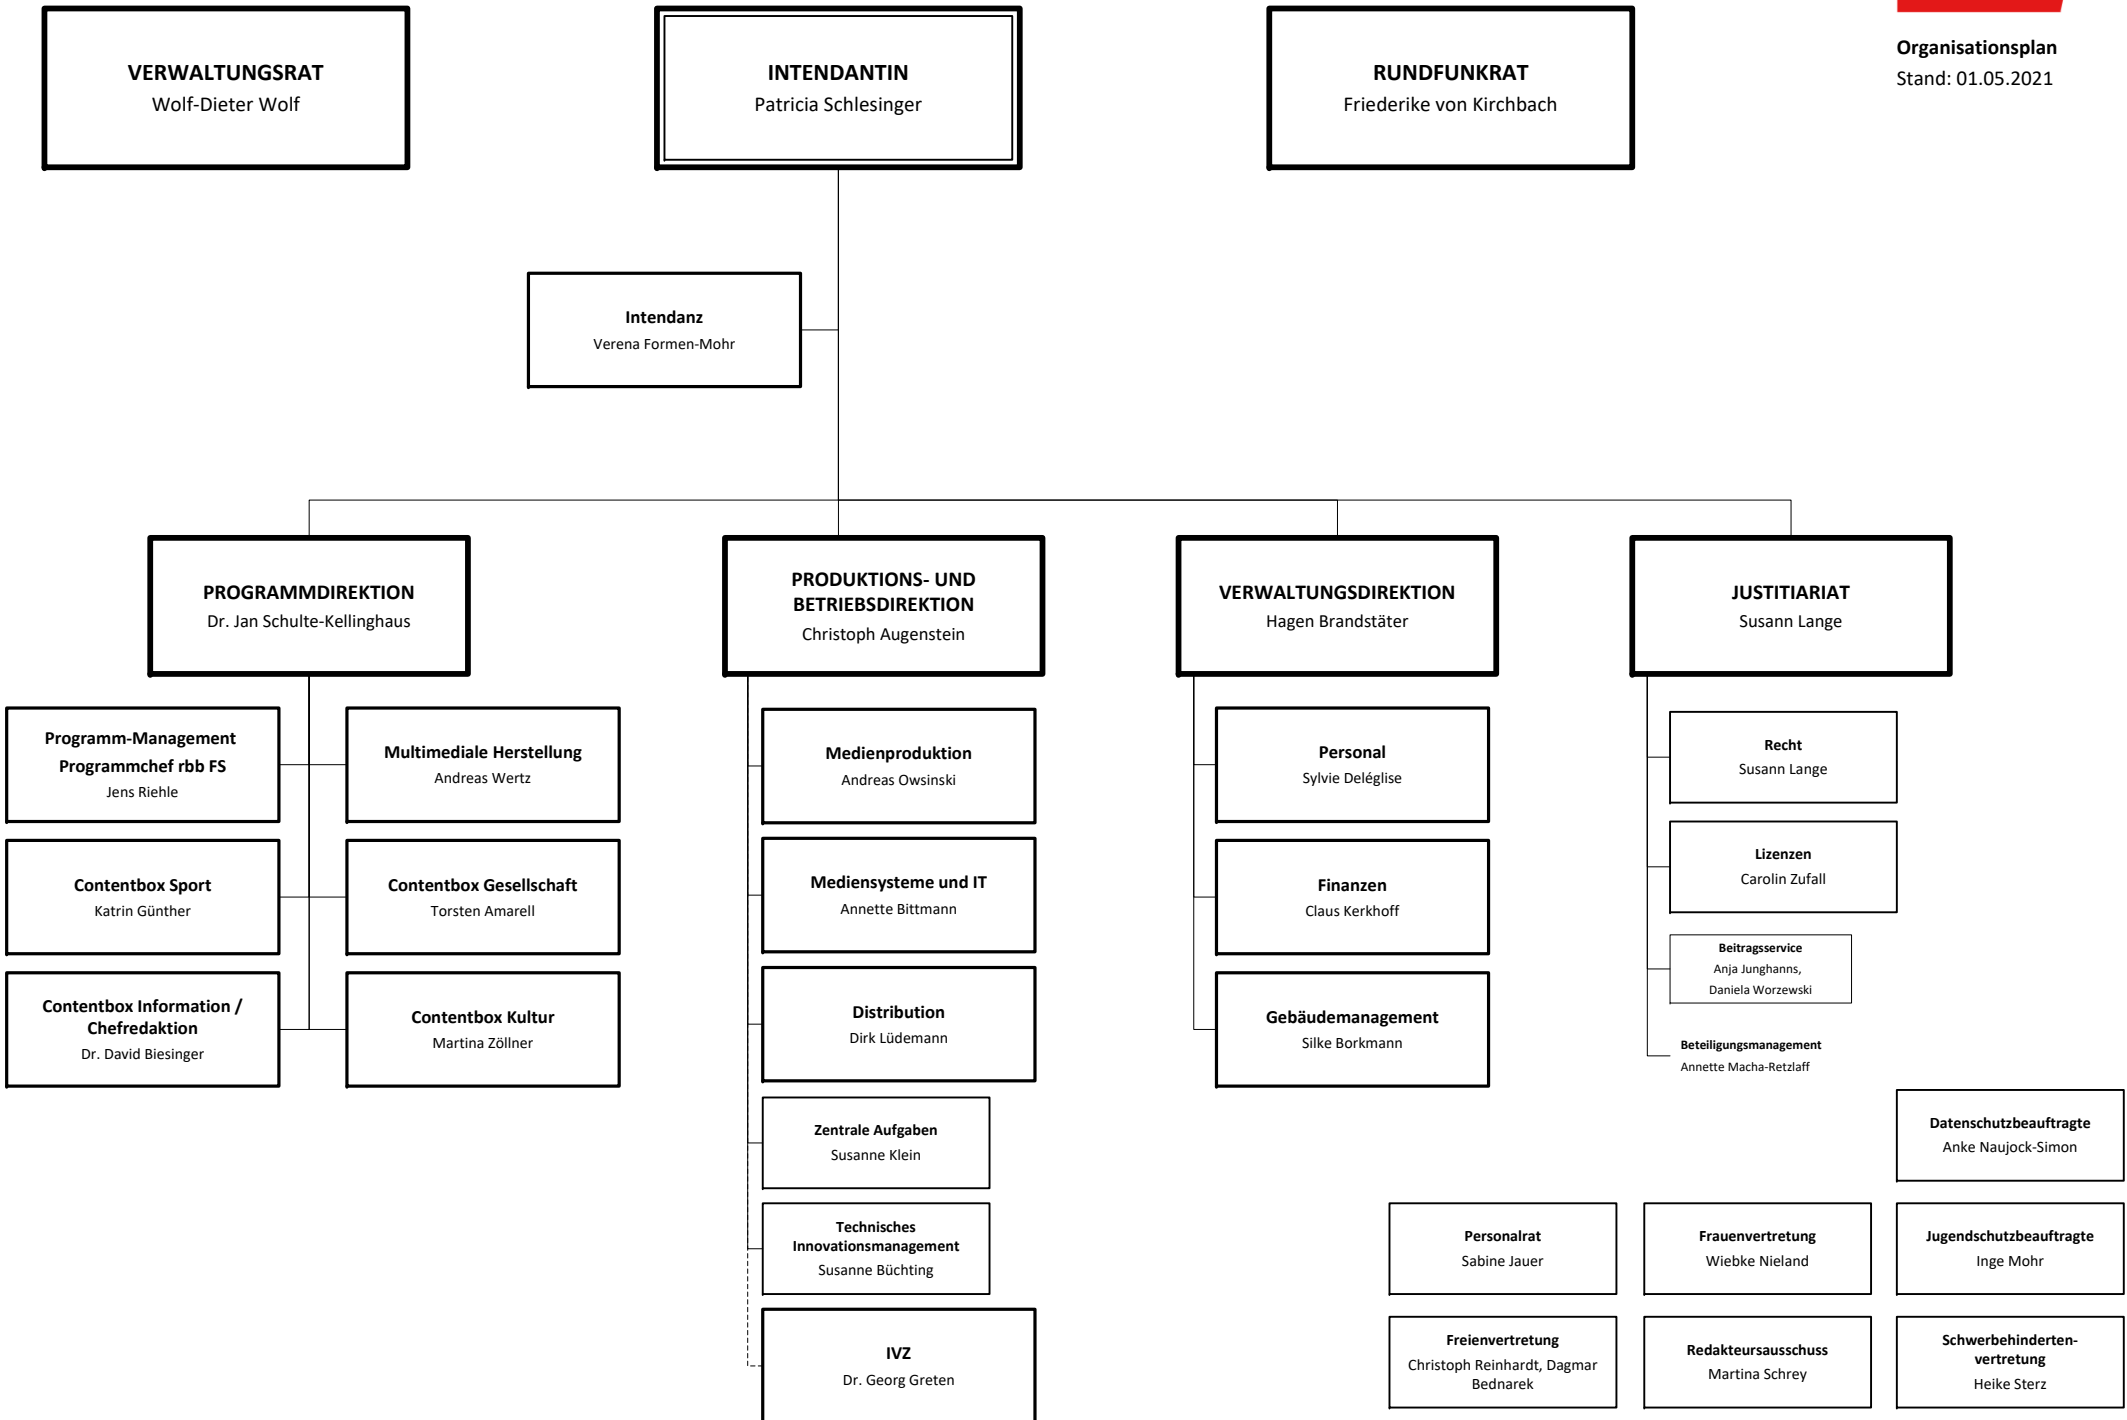 VERWALTUNGSRAT
Wolf-Dieter Wolf
INTENDANTIN
Patricia Schlesinger
RUNDFUNKRAT
Friederike von Kirchbach
Organisationsplan
Stand: 01.05.2021
Intendanz
Verena Formen-Mohr
PROGRAMMDIREKTION
Dr. Jan Schulte-Kellinghaus
PRODUKTIONS- UND
BETRIEBSDIREKTION
Christoph Augenstein
VERWALTUNGSDIREKTION
Hagen Brandstäter
JUSTITIARIAT
Susann Lange
Programm-Management
Programmchef rbb FS
Jens Riehle
Multimediale Herstellung
Andreas Wertz
Contentbox Sport
Katrin Günther
Contentbox Gesellschaft
Torsten Amarell
Contentbox Information /
Chefredaktion
Dr. David Biesinger
Contentbox Kultur
Martina Zöllner
Medienproduktion
Andreas Owsinski
Mediensysteme und IT
Annette Bittmann
Distribution
Dirk Lüdemann
Zentrale Aufgaben
Susanne Klein
Technisches
Innovationsmanagement
Susanne Büchting
IVZ
Dr. Georg Greten
Personal
Sylvie Deléglise
Finanzen
Claus Kerkhoff
Gebäudemanagement
Silke Borkmann
Recht
Susann Lange
Lizenzen
Carolin Zufall
Beitragsservice
Anja Junghanns,
Daniela Worzewski
Beteiligungsmanagement
Annette Macha-Retzlaff
Datenschutzbeauftragte
Anke Naujock-Simon
Personalrat
Sabine Jauer
Frauenvertretung
Wiebke Nieland
Jugendschutzbeauftragte
Inge Mohr
Freienvertretung
Christoph Reinhardt, Dagmar
Bednarek
Redakteursausschuss
Martina Schrey
Schwerbehinderten-
vertretung
Heike Sterz